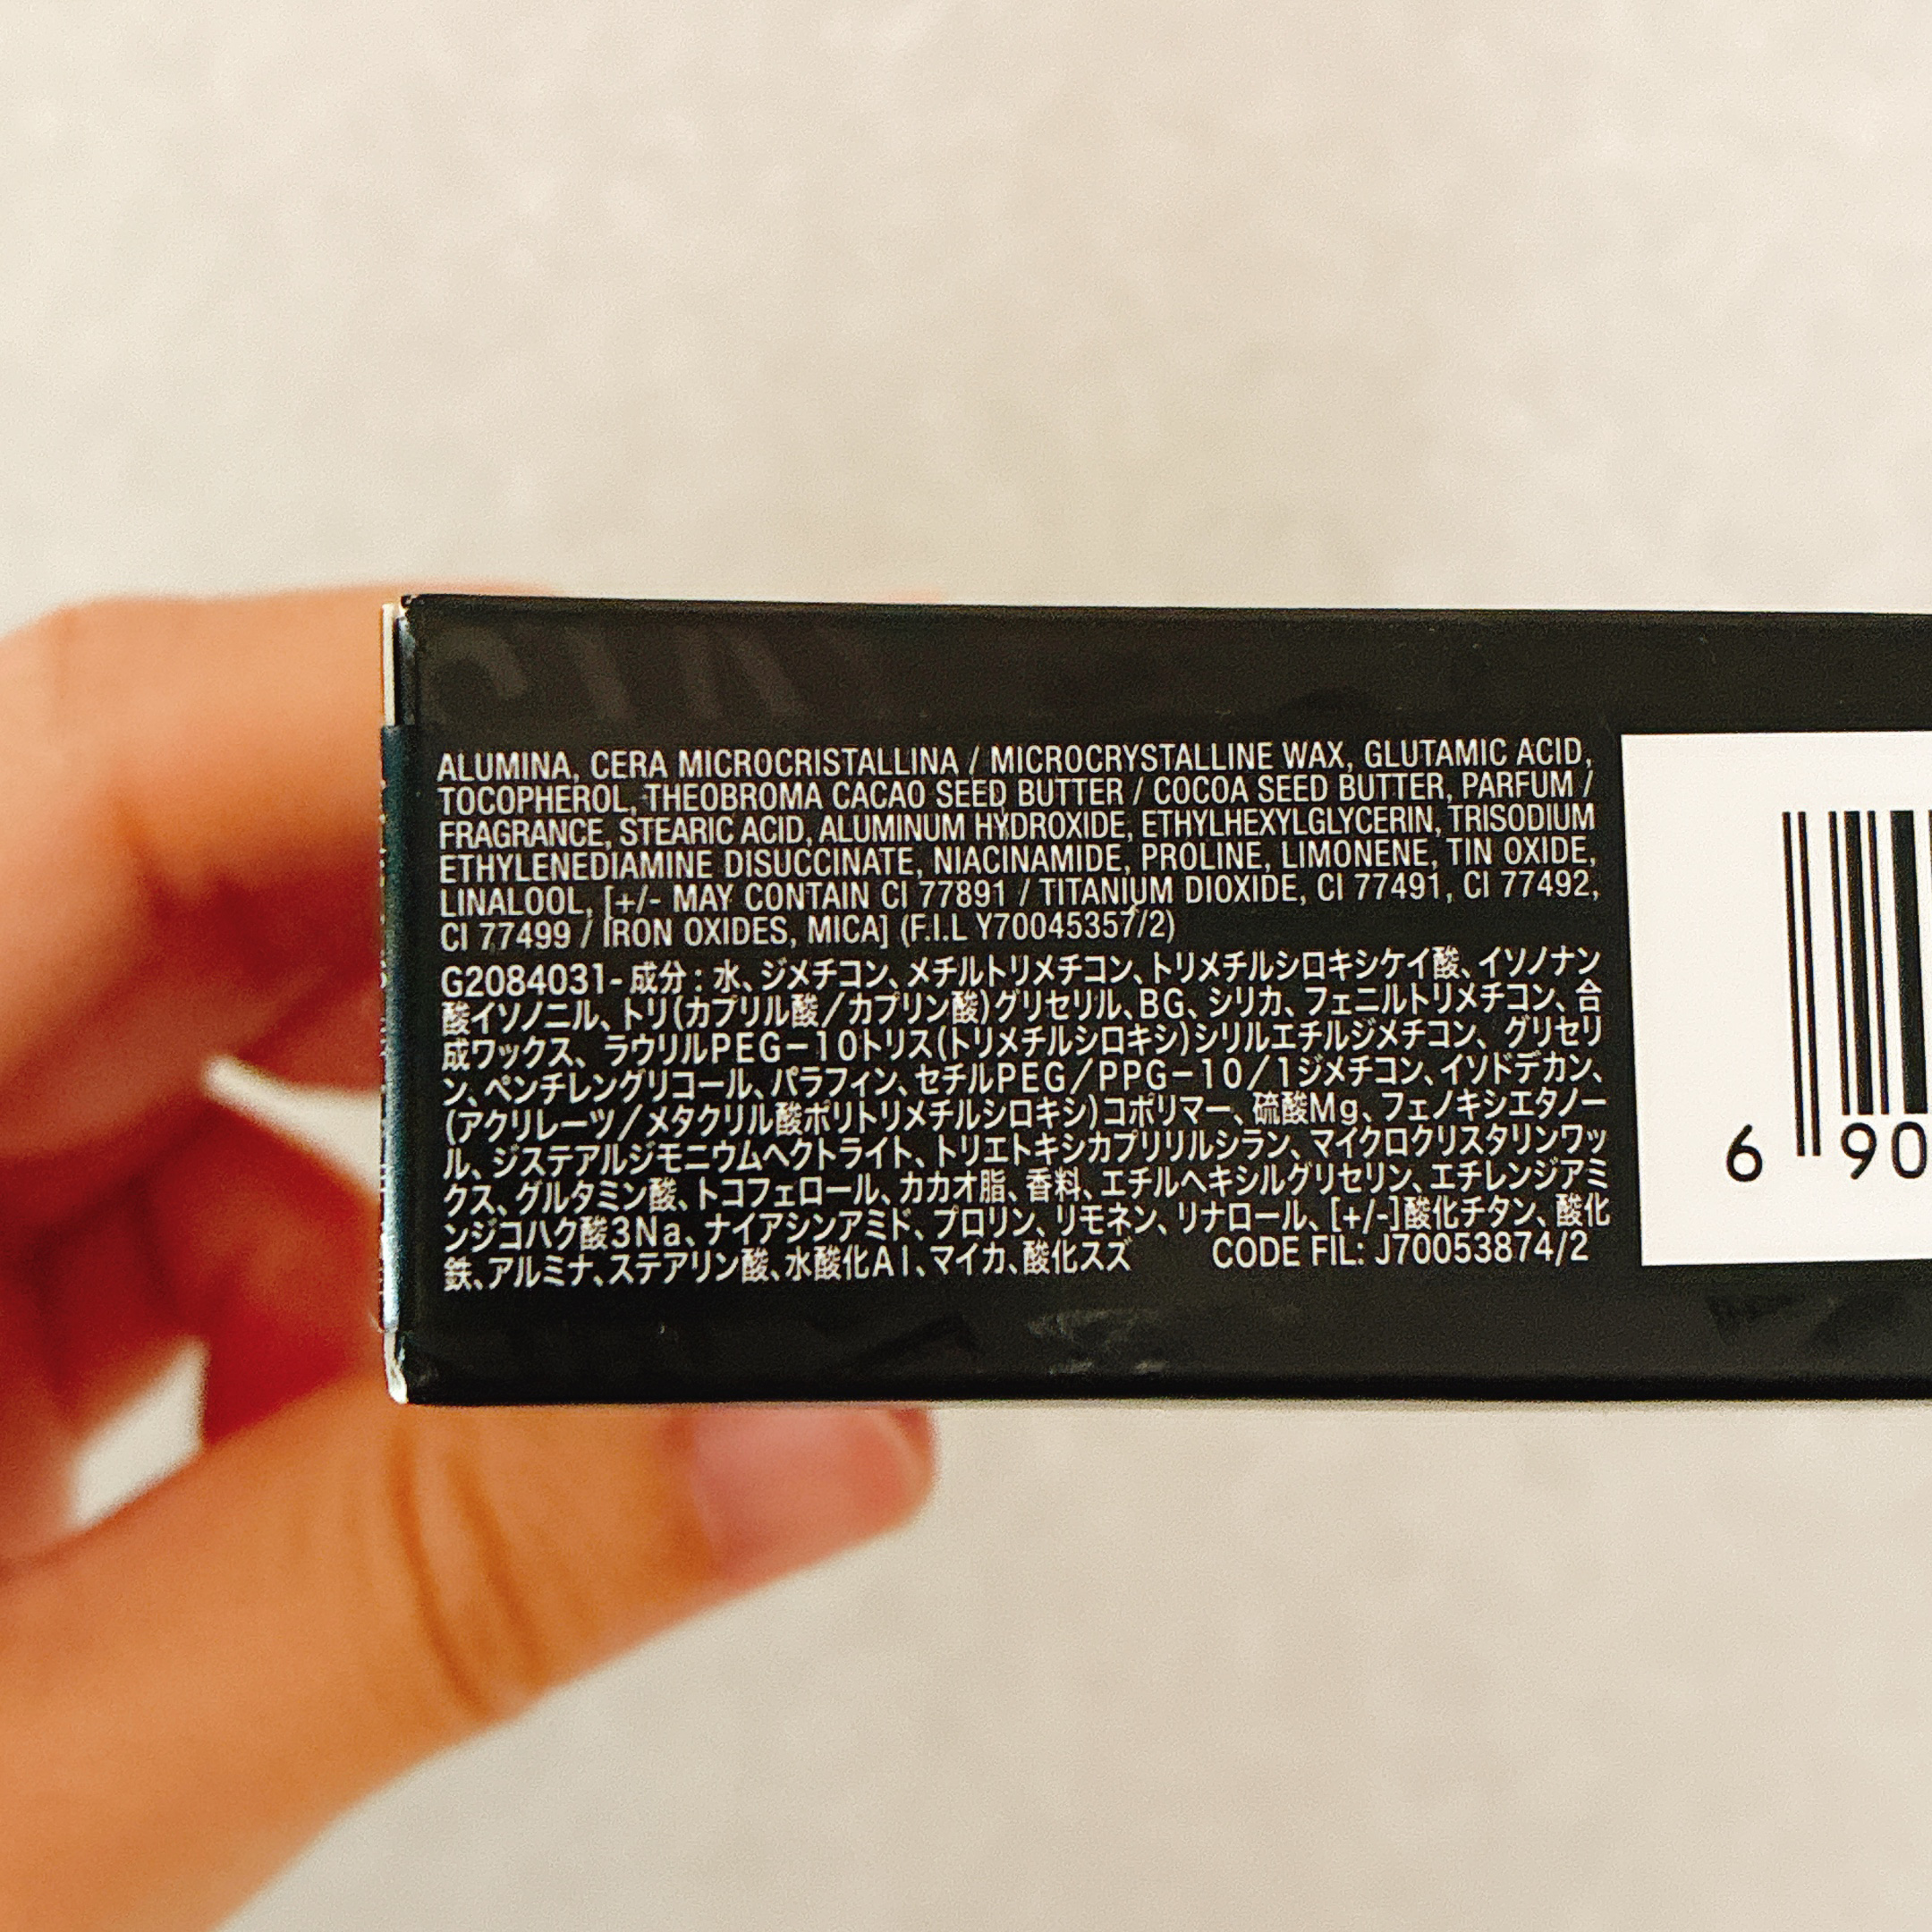 ALUMINA, CERA MICROCRISTALLINA / MICROCRYSTALLINE WAX, GLUTAMIC ACID,
TOCOPHEROL, THEOBROMA CACAO SEED BUTTER / COCOA SEED BUTTER, PARFUM /
FRAGRANCE, STEARIC ACID, ALUMINUM HYDROXIDE, ETHYLHEXYLGLYCERIN, TRISODIUM
ETHYLENEDIAMINE DISUCCINATE, NIACINAMIDE, PROLINE, LIMONENE, TIN OXIDE,
LINALOOL, [+/- MAY CONTAIN CI 77891 / TITANIUM DIOXIDE, CI 77491, CI 77492,
CI 77499 / IRON OXIDES, MICA] (F.I.L Y70045357/2)
G2084031- 成分 : 水、ジメチコン、メチルトリメチコン、トリメチルシロキシケイ酸、イソノナン
酸イソノニル、トリ(カプリル酸/カプリン酸)グリセリル、BG、シリカ、フェニルトリメチコン、合
成ワックス、ラウリルPEG−10トリス(トリメチルシロキシ)シリルエチルジメチコン、グリセリ
ン、ペンチレングリコール、パラフィン、セチルPEG/PPG−10/1ジメチコン、イソドデカン、
(アクリレーツ/メタクリル酸ポリトリメチルシロキシ)コポリマー、硫酸Mg、フェノキシエタノー
ル、ジステアルジモニウムヘクトライト、トリエトキシカプリリルシラン、マイクロクリスタリンワッ
クス、グルタミン酸、トコフェロール、カカオ脂、香料、エチルヘキシルグリセリン、エチレンジアミ
ンジコハク酸3Na、ナイアシンアミド、プロリン、リモネン、リナロール、[+/-]酸化チタン、酸化
鉄、アルミナ、ステアリン酸、水酸化Al、マイカ、酸化スズ CODE FIL: J70053874/2
6 90